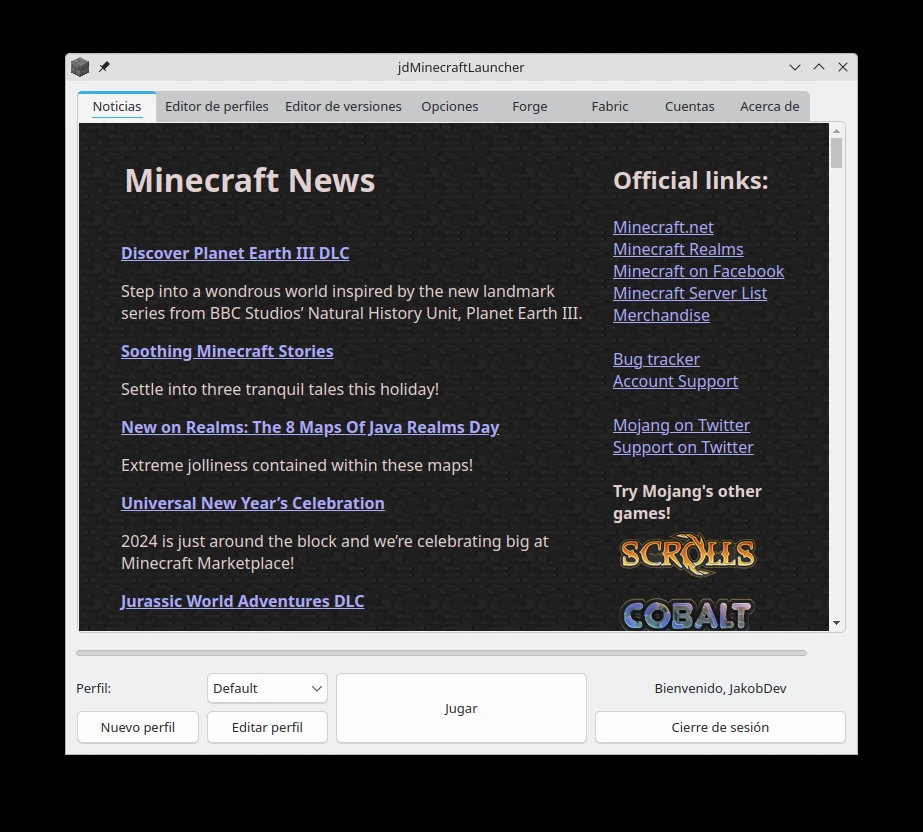 jdMinecraftLauncher
Noticias Editor de perfiles Editor de versiones Opciones Forge Fabric Cuentas Acerca de
Minecraft News
Discover Planet Earth III DLC
Step into a wondrous world inspired by the new landmark
series from BBC Studios’ Natural History Unit, Planet Earth III.
Soothing Minecraft Stories
Settle into three tranquil tales this holiday!
New on Realms: The 8 Maps Of Java Realms Day
Extreme jolliness contained within these maps!
Universal New Year’s Celebration
2024 is just around the block and we’re celebrating big at
Minecraft Marketplace!
Jurassic World Adventures DLC
Official links:
Minecraft.net
Minecraft Realms
Minecraft on Facebook
Minecraft Server List
Merchandise
Bug tracker
Account Support
Mojang on Twitter
Support on Twitter
Try Mojang's other
games!
SCROLLS
COBALT
Perfil:
Default
Nuevo perfil
Editar perfil
Jugar
Bienvenido, JakobDev
Cierre de sesión